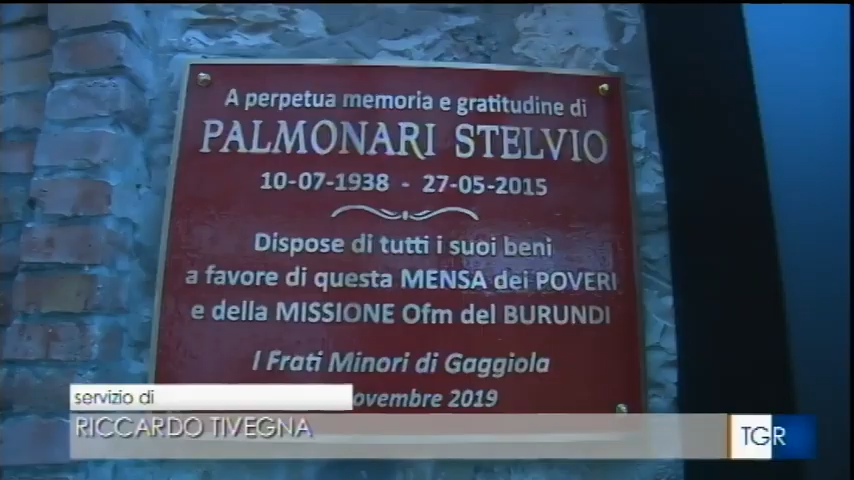 A perpetua memoria e gratitudine di
PALMONARI STELVIO
10-07-1938 - 27-05-2015
Dispose di tutti i suoi beni
a favore di questa MENSA dei POVERI
e della MISSIONE Ofm del BURUNDI
I Frati Minori di Gaggiola
2019
servizio di
RICCARDO TIVEGNA
TGR